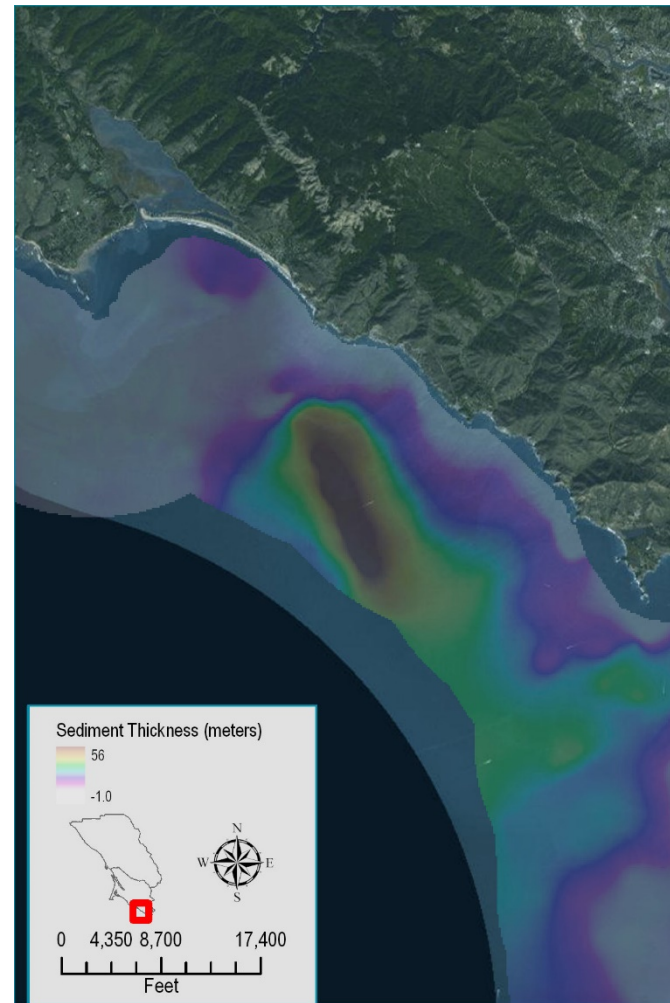 Sediment Thickness (meters)
56
-1.0
N
W E
S
0 4,350 8,700 17,400
Feet